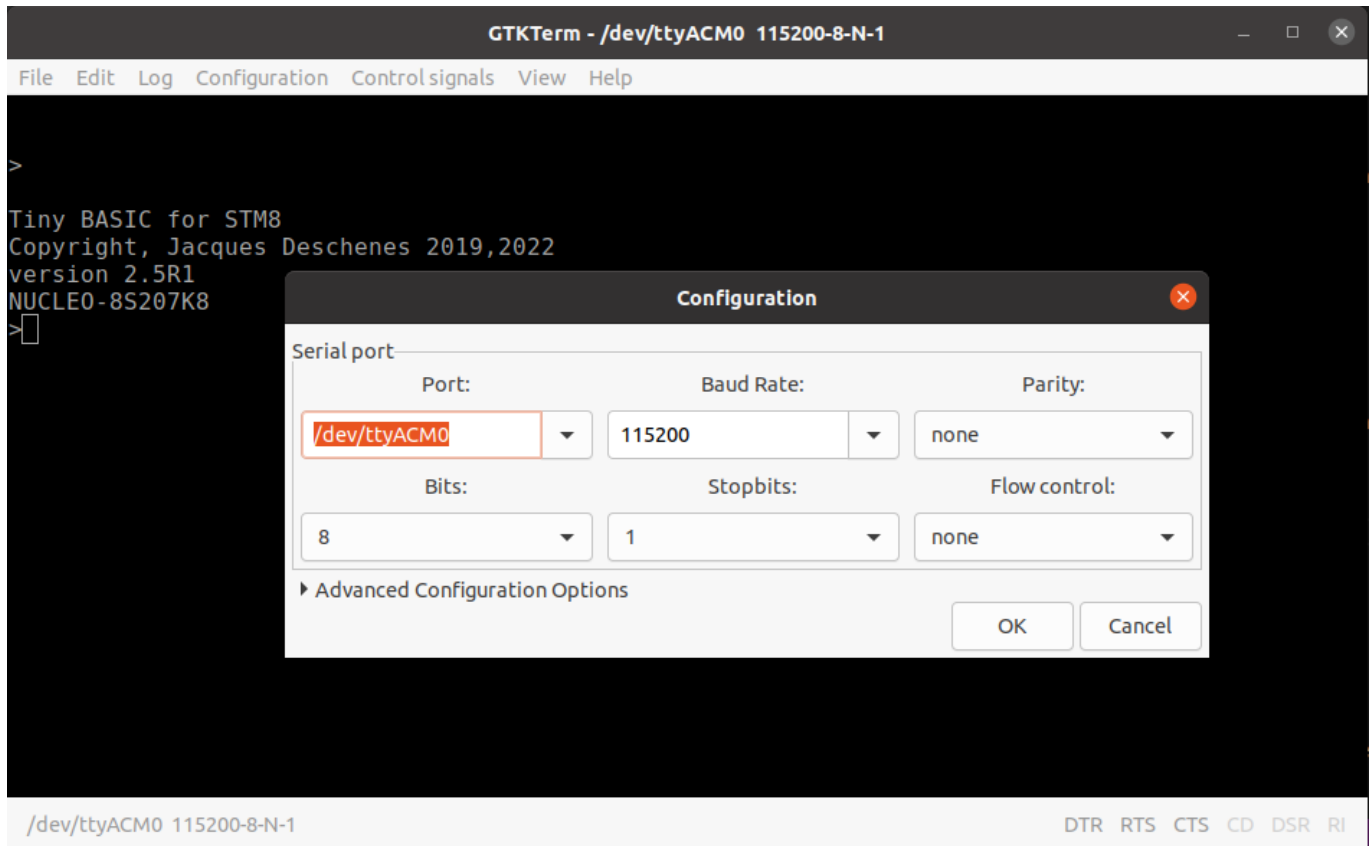 GTKTerm - /dev/ttyACM0 115200-8-N-1
File Edit Log Configuration Control signals View Help
>
Tiny BASIC for STM8
Copyright, Jacques Deschenes 2019,2022
version 2.5R1
NUCLEO-8S207K8
>
Configuration
Serial port
Port: Baud Rate: Parity:
/dev/ttyACM0 115200 none
Bits: Stopbits: Flow control:
8 1 none
Advanced Configuration Options
OK Cancel
/dev/ttyACM0 115200-8-N-1 DTR RTS CTS CD DSR RI